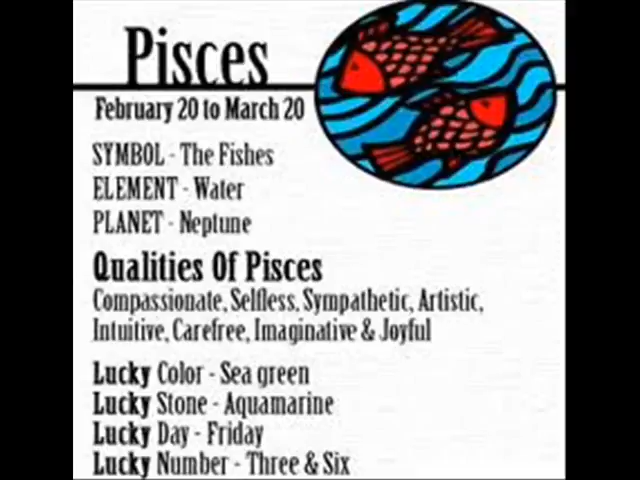 Pisces
February 20 to March 20
SYMBOL - The Fishes
ELEMENT - Water
PLANET - Neptune
Qualities Of Pisces
Compassionate, Selfless, Sympathetic, Artistic,
Intuitive, Carefree, Imaginative & Joyful
Lucky Color - Sea green
Lucky Stone - Aquamarine
Lucky Day - Friday
Lucky Number - Three & Six